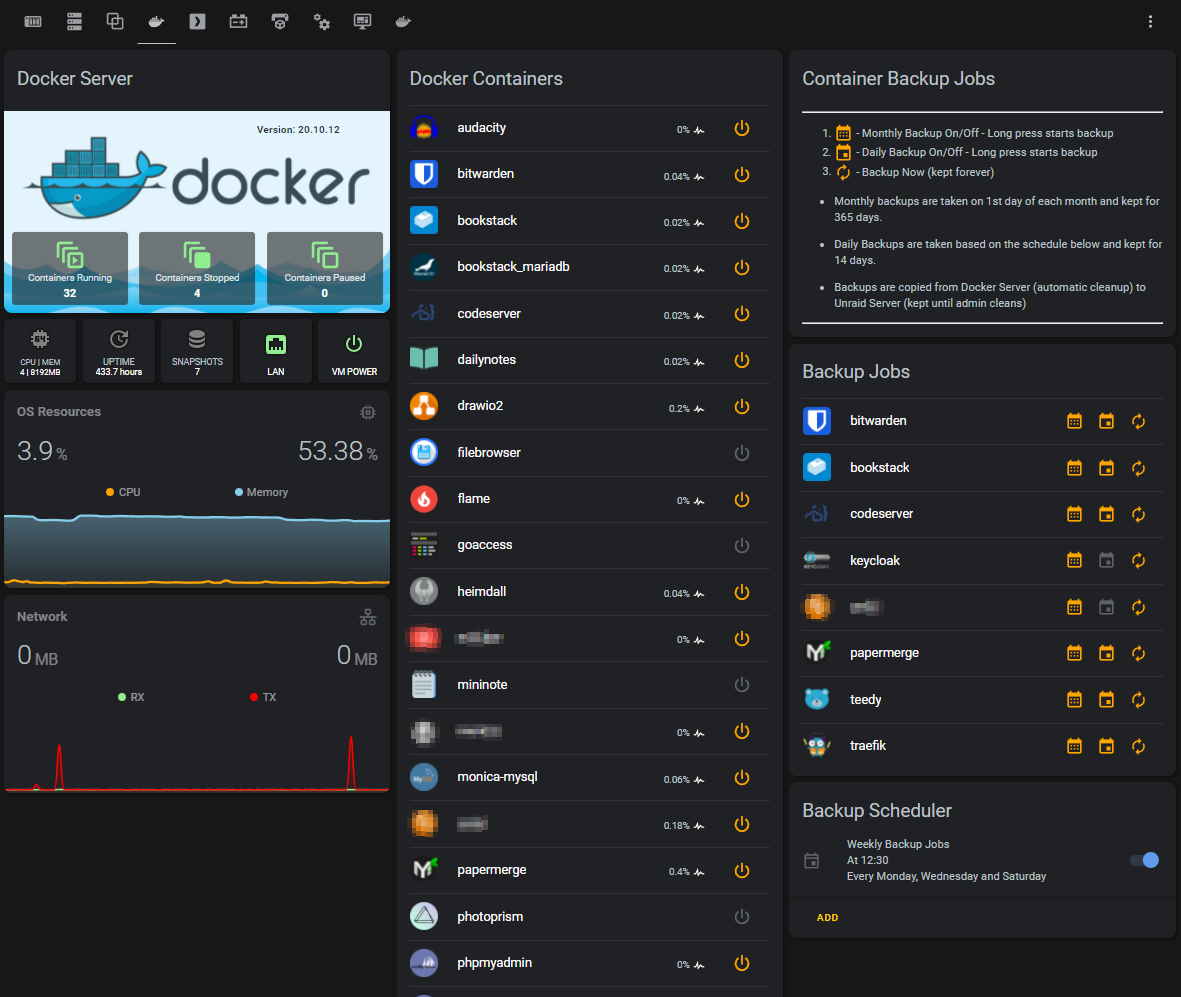 Docker Server
Version: 20.10.12
docker
Containers Running
32
Containers Stopped
4
Containers Paused
0
64
CPU | MEM
4 | 8192MB
UPTIME
433.7 hours
SNAPSHOTS
7
LAN
VM POWER
OS Resources
3.9 %
53.38 %
CPU
Memory
Network
0 MB
0 MB
RX
TX
Docker Containers
audacity
0%
bitwarden
0.04%
bookstack
0.02%
bookstack_mariadb
0.02%
codeserver
0.02%
dailynotes
0.02%
drawio2
0.2%
filebrowser
flame
0%
goaccess
heimdall
0.04%
0%
mininote
0%
monica-mysql
0.06%
0.18%
papermerge
0.4%
photoprism
phpmyadmin
0%
Container Backup Jobs
1. - Monthly Backup On/Off - Long press starts backup
2. - Daily Backup On/Off - Long press starts backup
3. - Backup Now (kept forever)
• Monthly backups are taken on 1st day of each month and kept for
365 days.
• Daily Backups are taken based on the schedule below and kept for
14 days.
• Backups are copied from Docker Server (automatic cleanup) to
Unraid Server (kept until admin cleans)
Backup Jobs
bitwarden
bookstack
codeserver
keycloak
papermerge
teedy
traefik
Backup Scheduler
Weekly Backup Jobs
At 12:30
Every Monday, Wednesday and Saturday
ADD